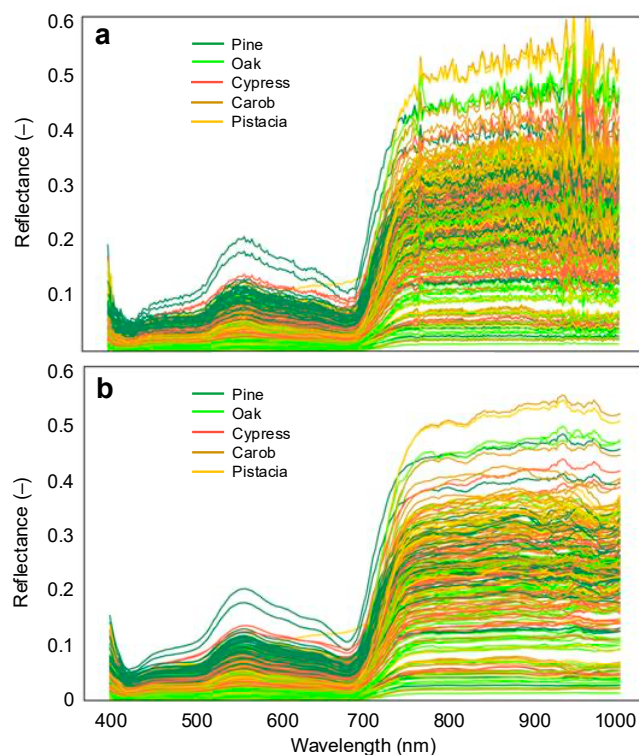 a
0.6
0.5
0.4
0.3
0.2
0.1
Reflectance (–)
Pine
Oak
Cypress
Carob
Pistacia
b
0.6
0.5
0.4
0.3
0.2
0.1
0
Reflectance (–)
Pine
Oak
Cypress
Carob
Pistacia
400 500 600 700 800 900 1000
Wavelength (nm)